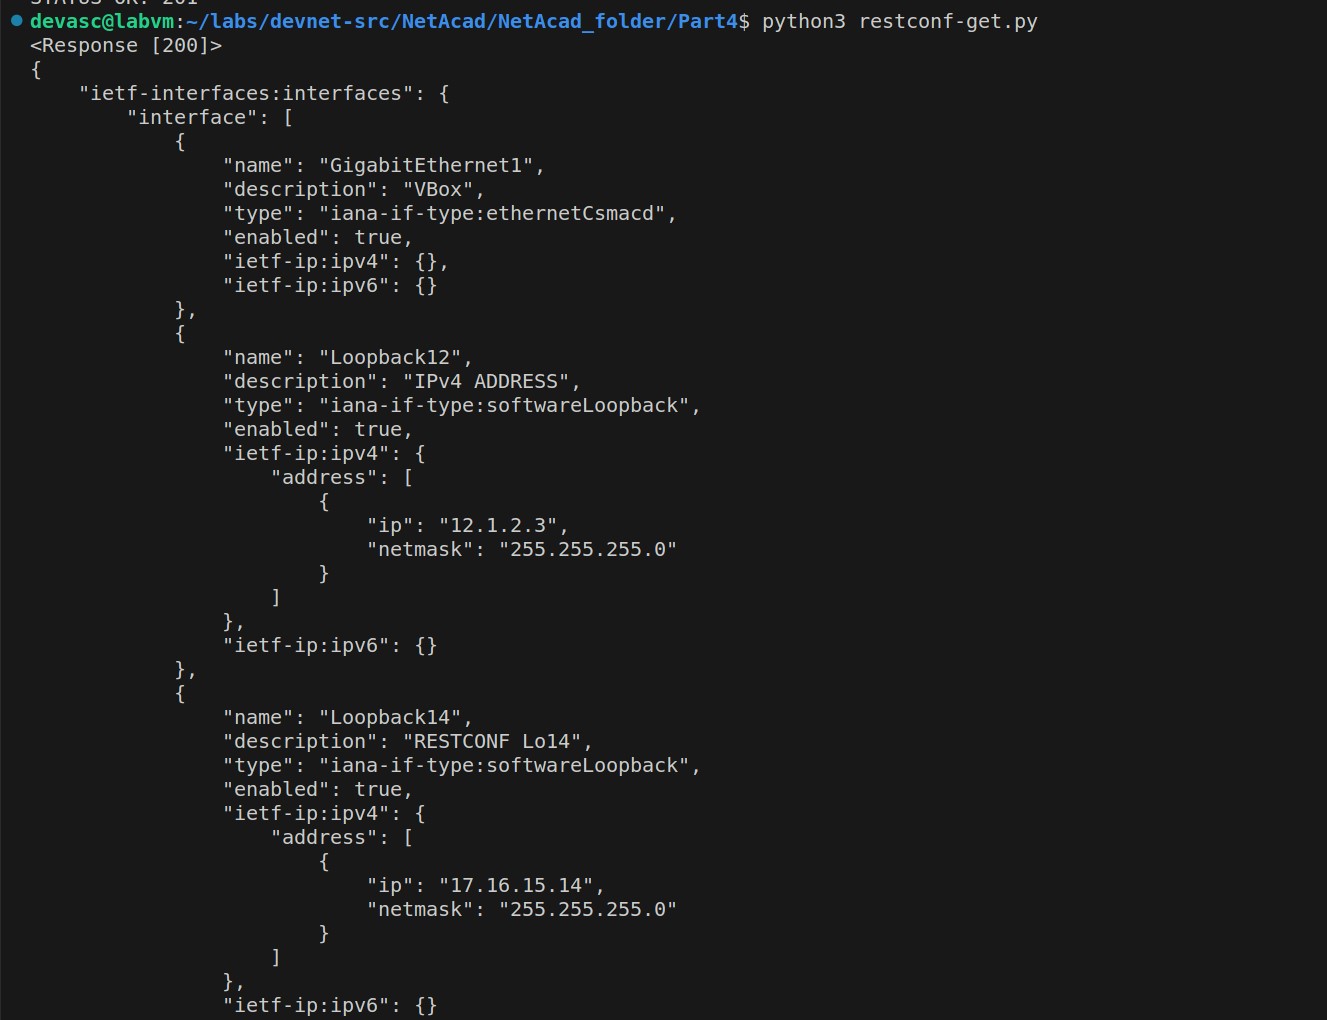 STATUS OK: 201
devasc@labvm:~/labs/devnet-src/NetAcad/NetAcad_folder/Part4$ python3 restconf-get.py
<Response [200]>
{
    "ietf-interfaces:interfaces": {
        "interface": [
            {
                "name": "GigabitEthernet1",
                "description": "VBox",
                "type": "iana-if-type:ethernetCsmacd",
                "enabled": true,
                "ietf-ip:ipv4": {},
                "ietf-ip:ipv6": {}
            },
            {
                "name": "Loopback12",
                "description": "IPv4 ADDRESS",
                "type": "iana-if-type:softwareLoopback",
                "enabled": true,
                "ietf-ip:ipv4": {
                    "address": [
                        {
                            "ip": "12.1.2.3",
                            "netmask": "255.255.255.0"
                        }
                    ]
                },
                "ietf-ip:ipv6": {}
            },
            {
                "name": "Loopback14",
                "description": "RESTCONF Lo14",
                "type": "iana-if-type:softwareLoopback",
                "enabled": true,
                "ietf-ip:ipv4": {
                    "address": [
                        {
                            "ip": "17.16.15.14",
                            "netmask": "255.255.255.0"
                        }
                    ]
                },
                "ietf-ip:ipv6": {}